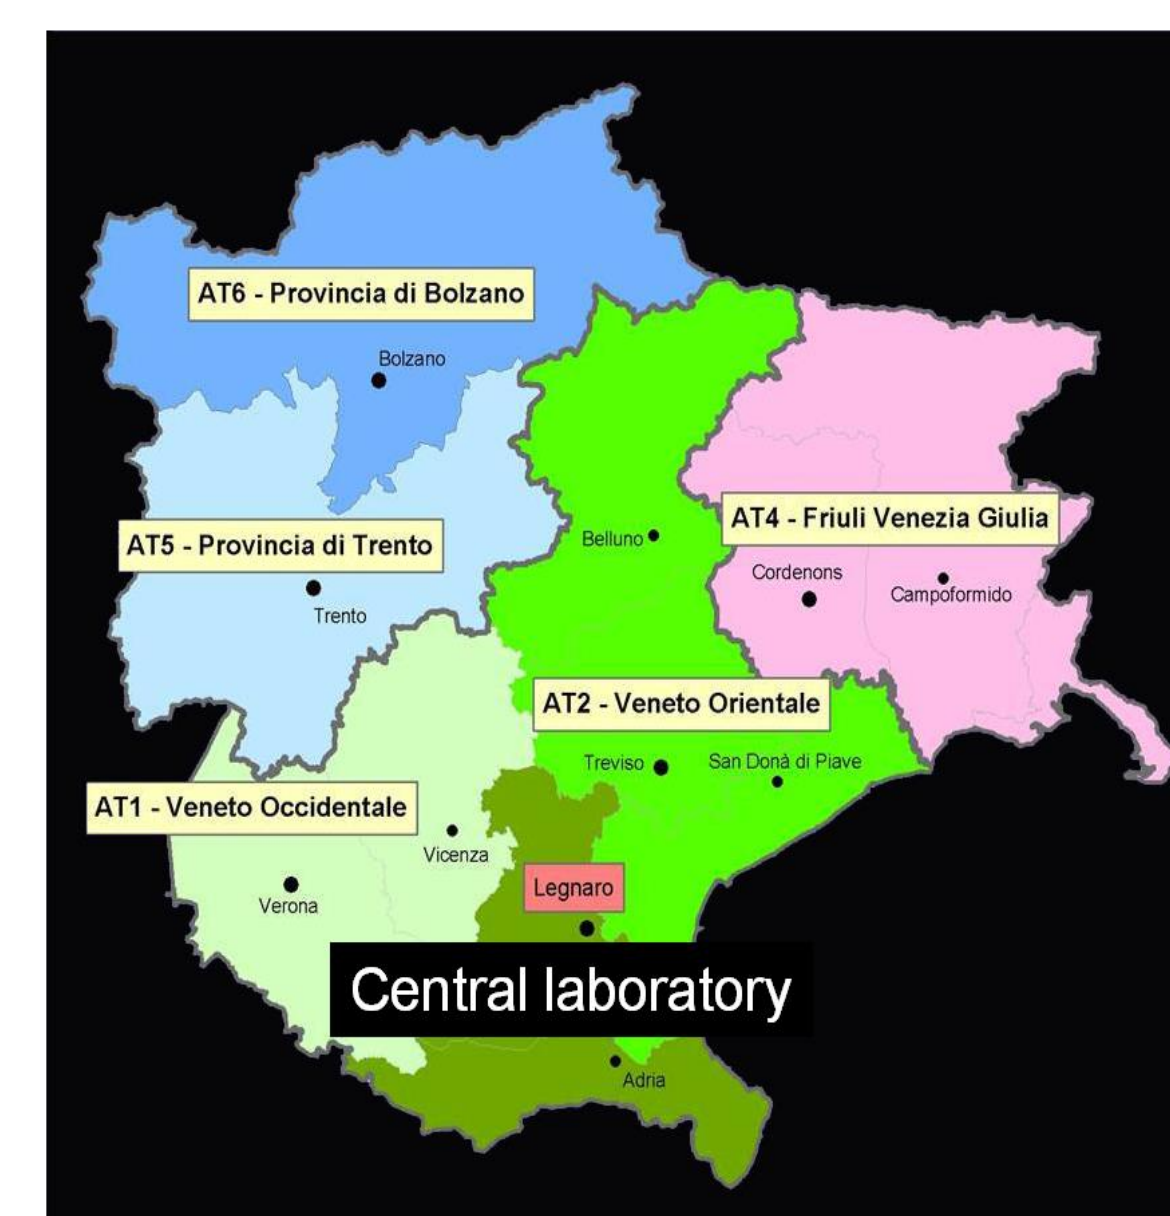 AT6 - Provincia di Bolzano
Bolzano
AT4 - Friuli Venezia Giulia
AT5 - Provincia di Trento
Belluno
Cordenons
Campoformido
Trento
AT2 - Veneto Orientale
Treviso
San Donà di Piave
AT1 - Veneto Occidentale
Vicenza
Legnaro
Verona
Central laboratory
Adria